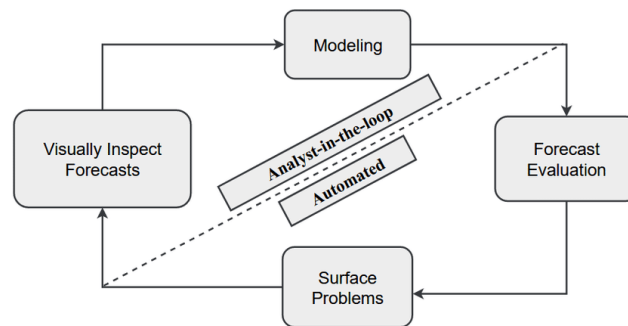 Modeling
Analyst-in-the-loop
Visually Inspect
Forecasts
Forecast
Evaluation
Automated
Surface
Problems